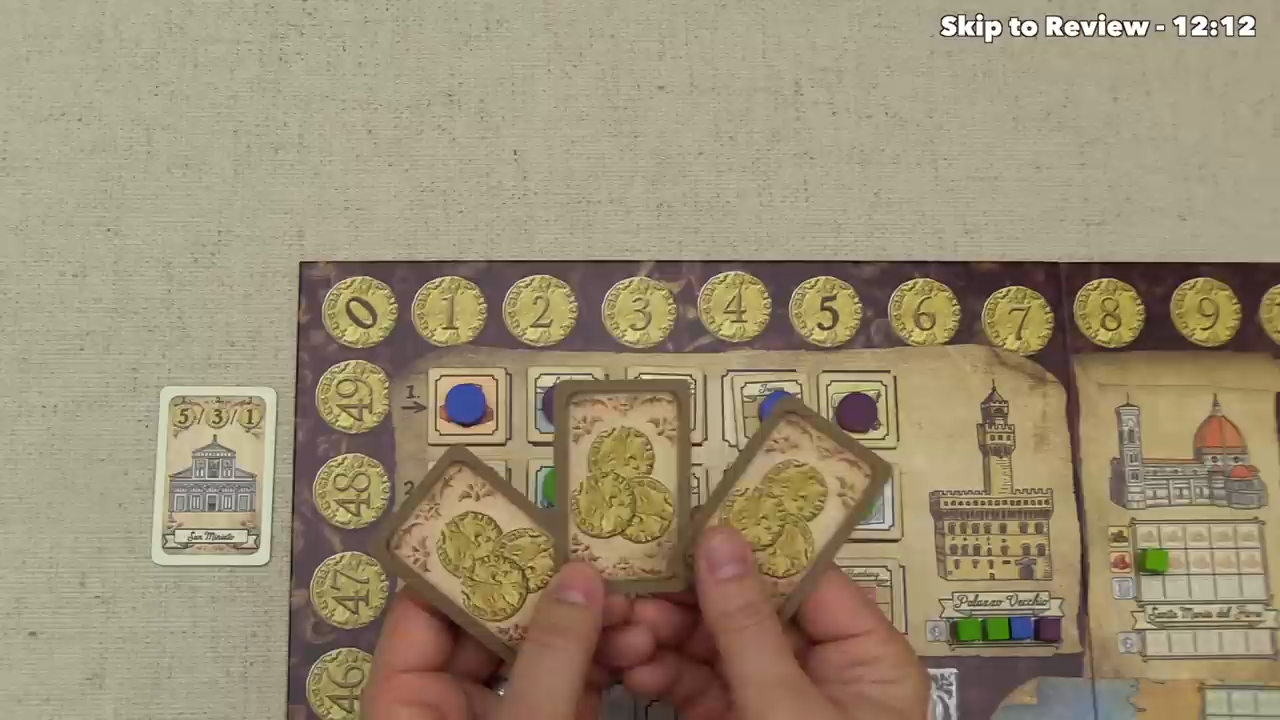 Skip to Review - 12:12
0 1 2 3 4 5 6 7 8 9
49
48
47
46
1.
5/3/1
San Miniato
Palazzo Vecchio
Santa Maria del Fiore